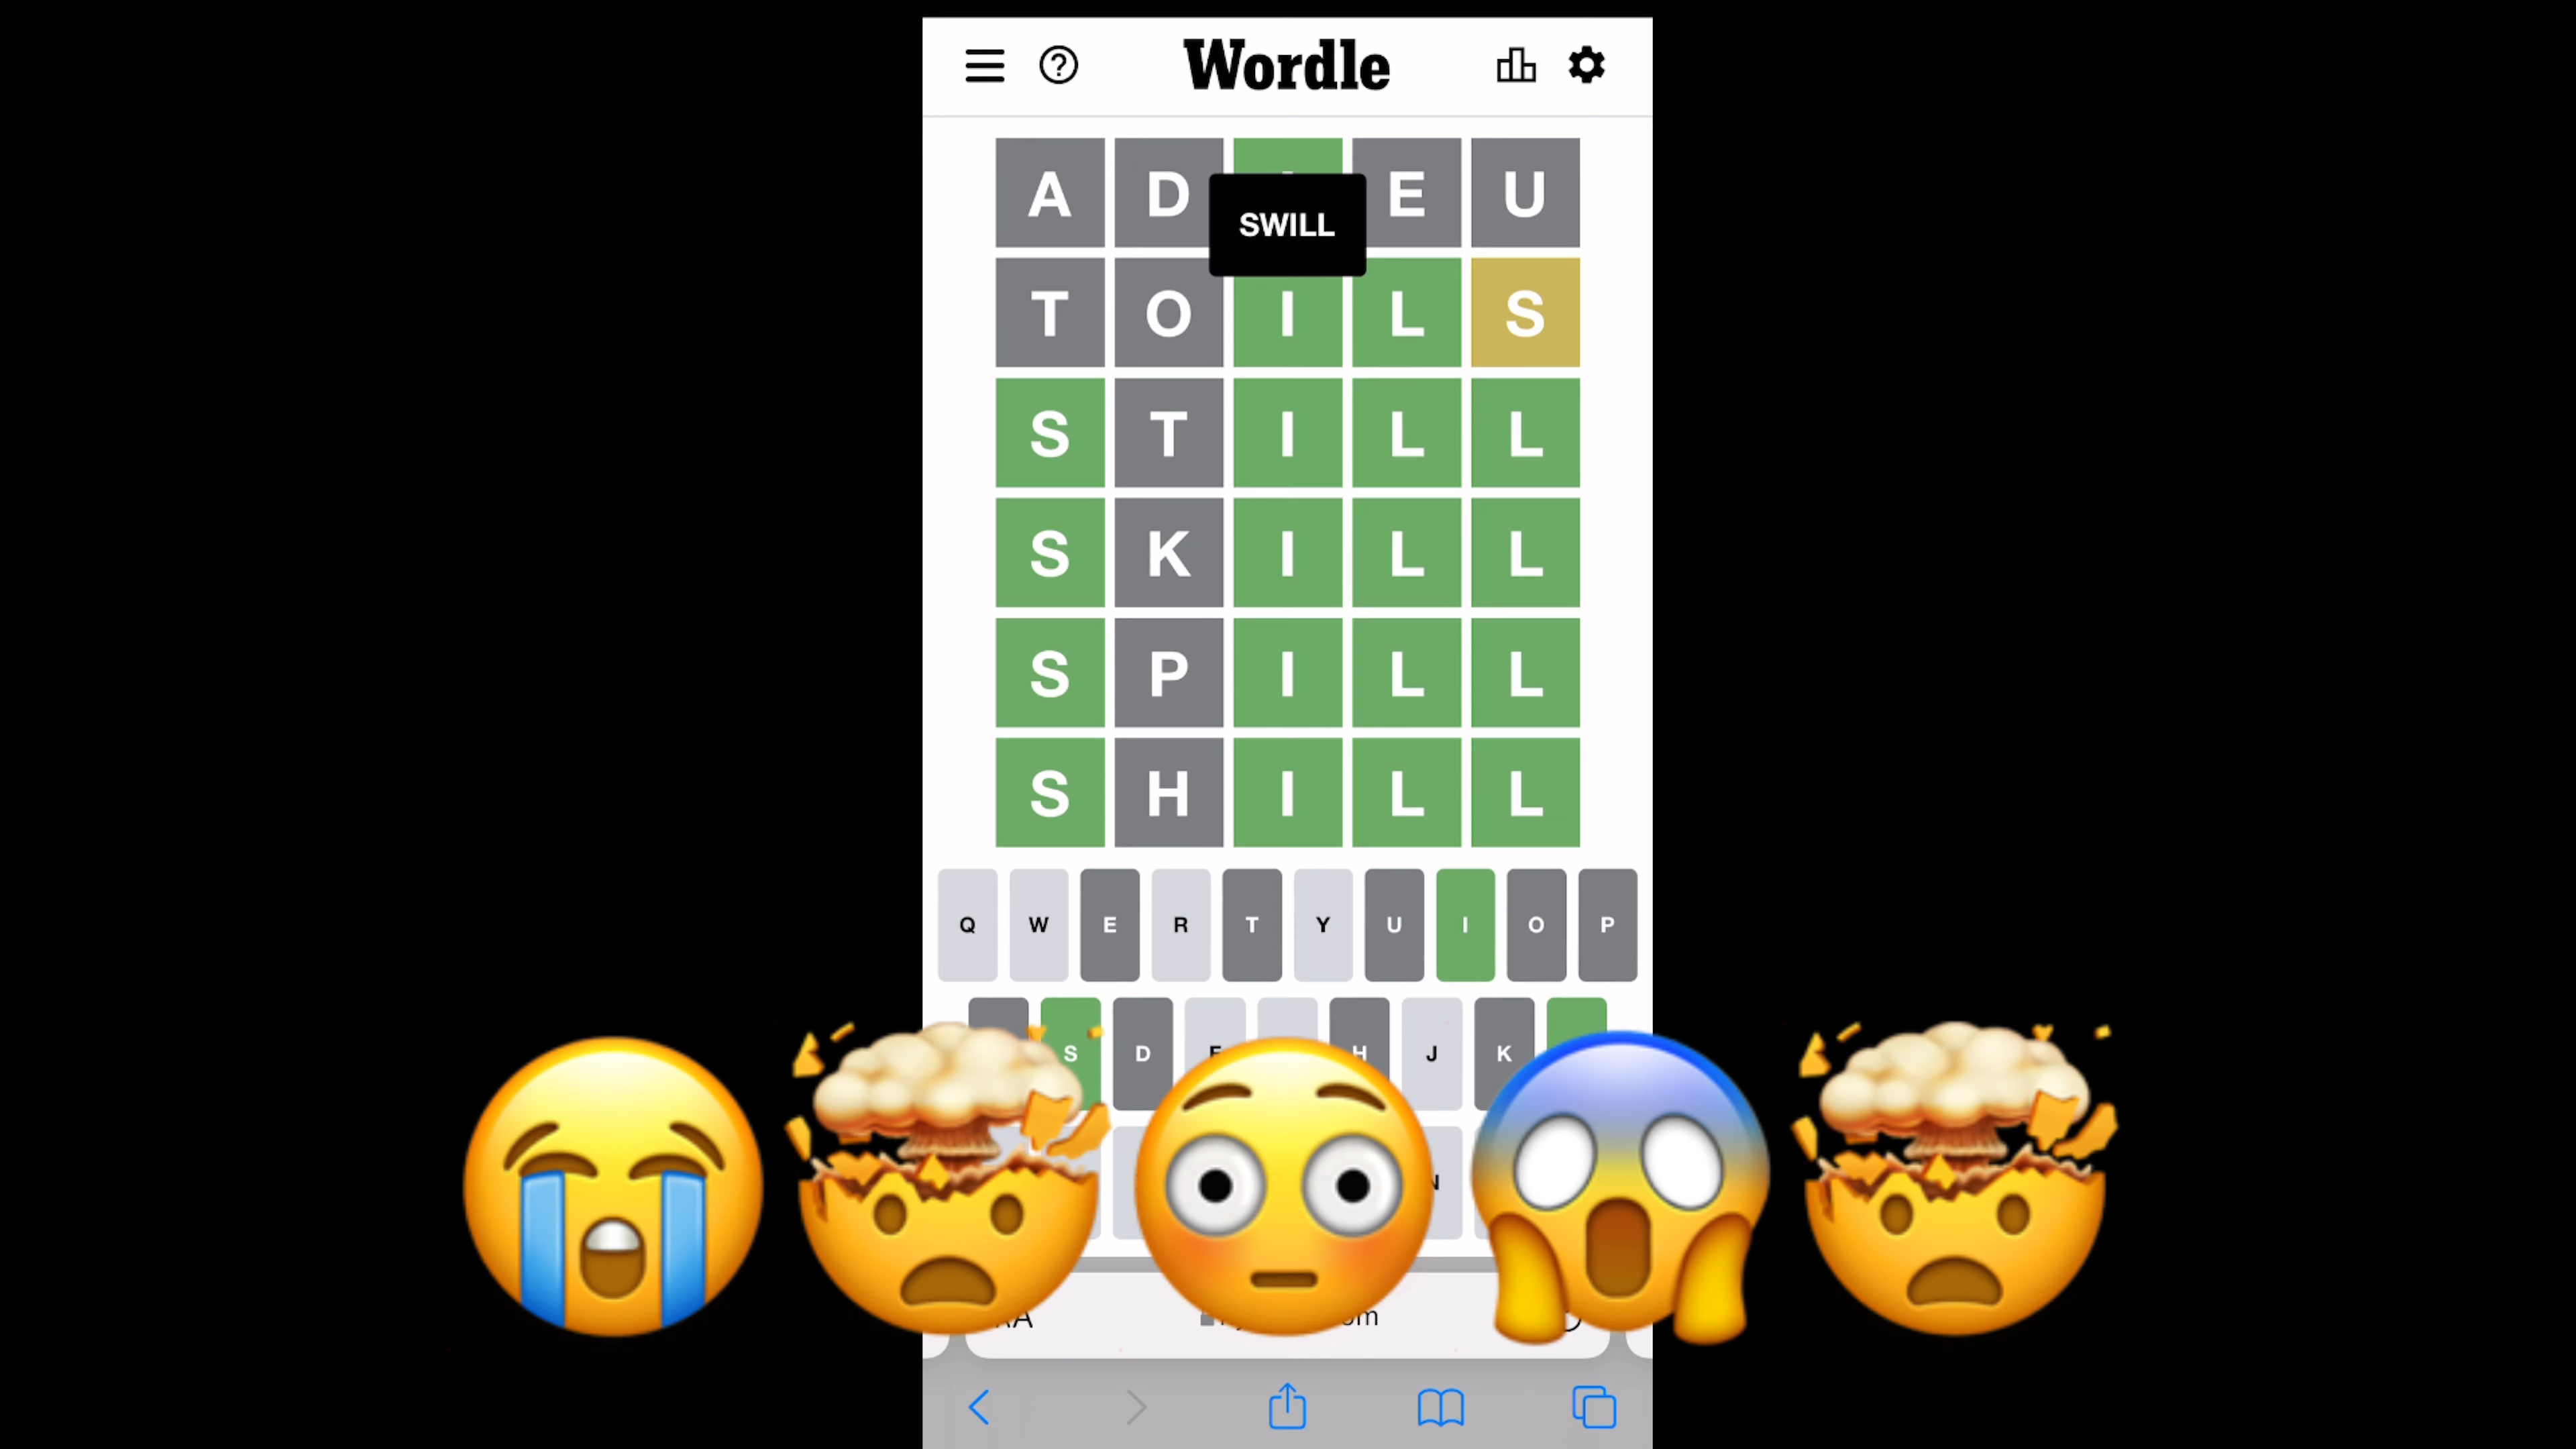 Wordle
A D E U
SWILL
T O I L S
S T I L L
S K I L L
S P I L L
S H I L L
Q W E R T Y U I O P
S D H J K